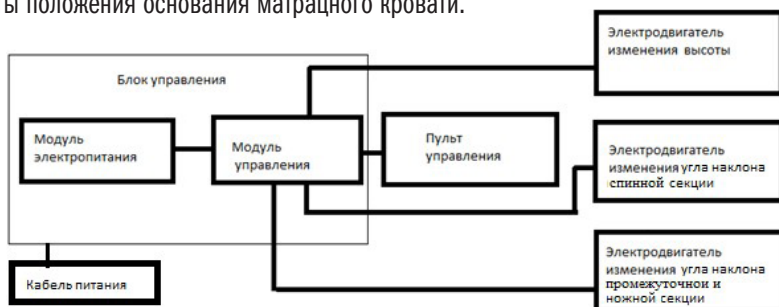 ы положения основания матрацного кровати.
Блок управления
Модуль
электропитания
Модуль
управления
Пульт
управления
Кабель питания
Электродвигатель
изменения высоты
Электродвигатель
изменения угла наклона
спинной секции
Электродвигатель
изменения угла наклона
промежуточной и
ножной секции